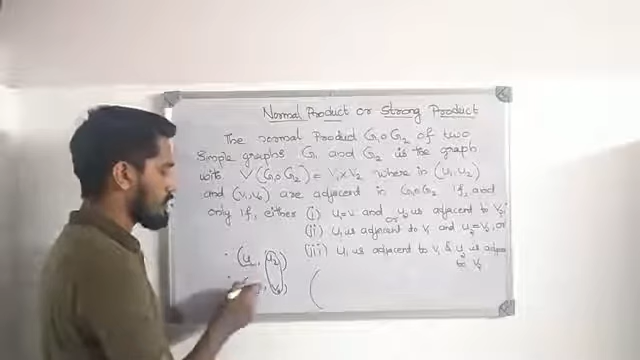 Normal Product or Strong Product
The normal Product G₁∘G₂ of two
Simple graphs G₁ and G₂ is the graph
with V(G₁∘G₂) = V₁×V₂ where in (u₁,u₂)
and (v₁,v₂) are adjacent in G₁∘G₂ If, and
only if, either (i) u₁=v₁ and u₂ is adjacent to v₂, or
(ii) u₁ is adjacent to v₁ and u₂=v₂, or
(iii) u₁ is adjacent to v₁ & u₂ is adjacent
to v₂.
(u₁, u₂)
, v₂) (